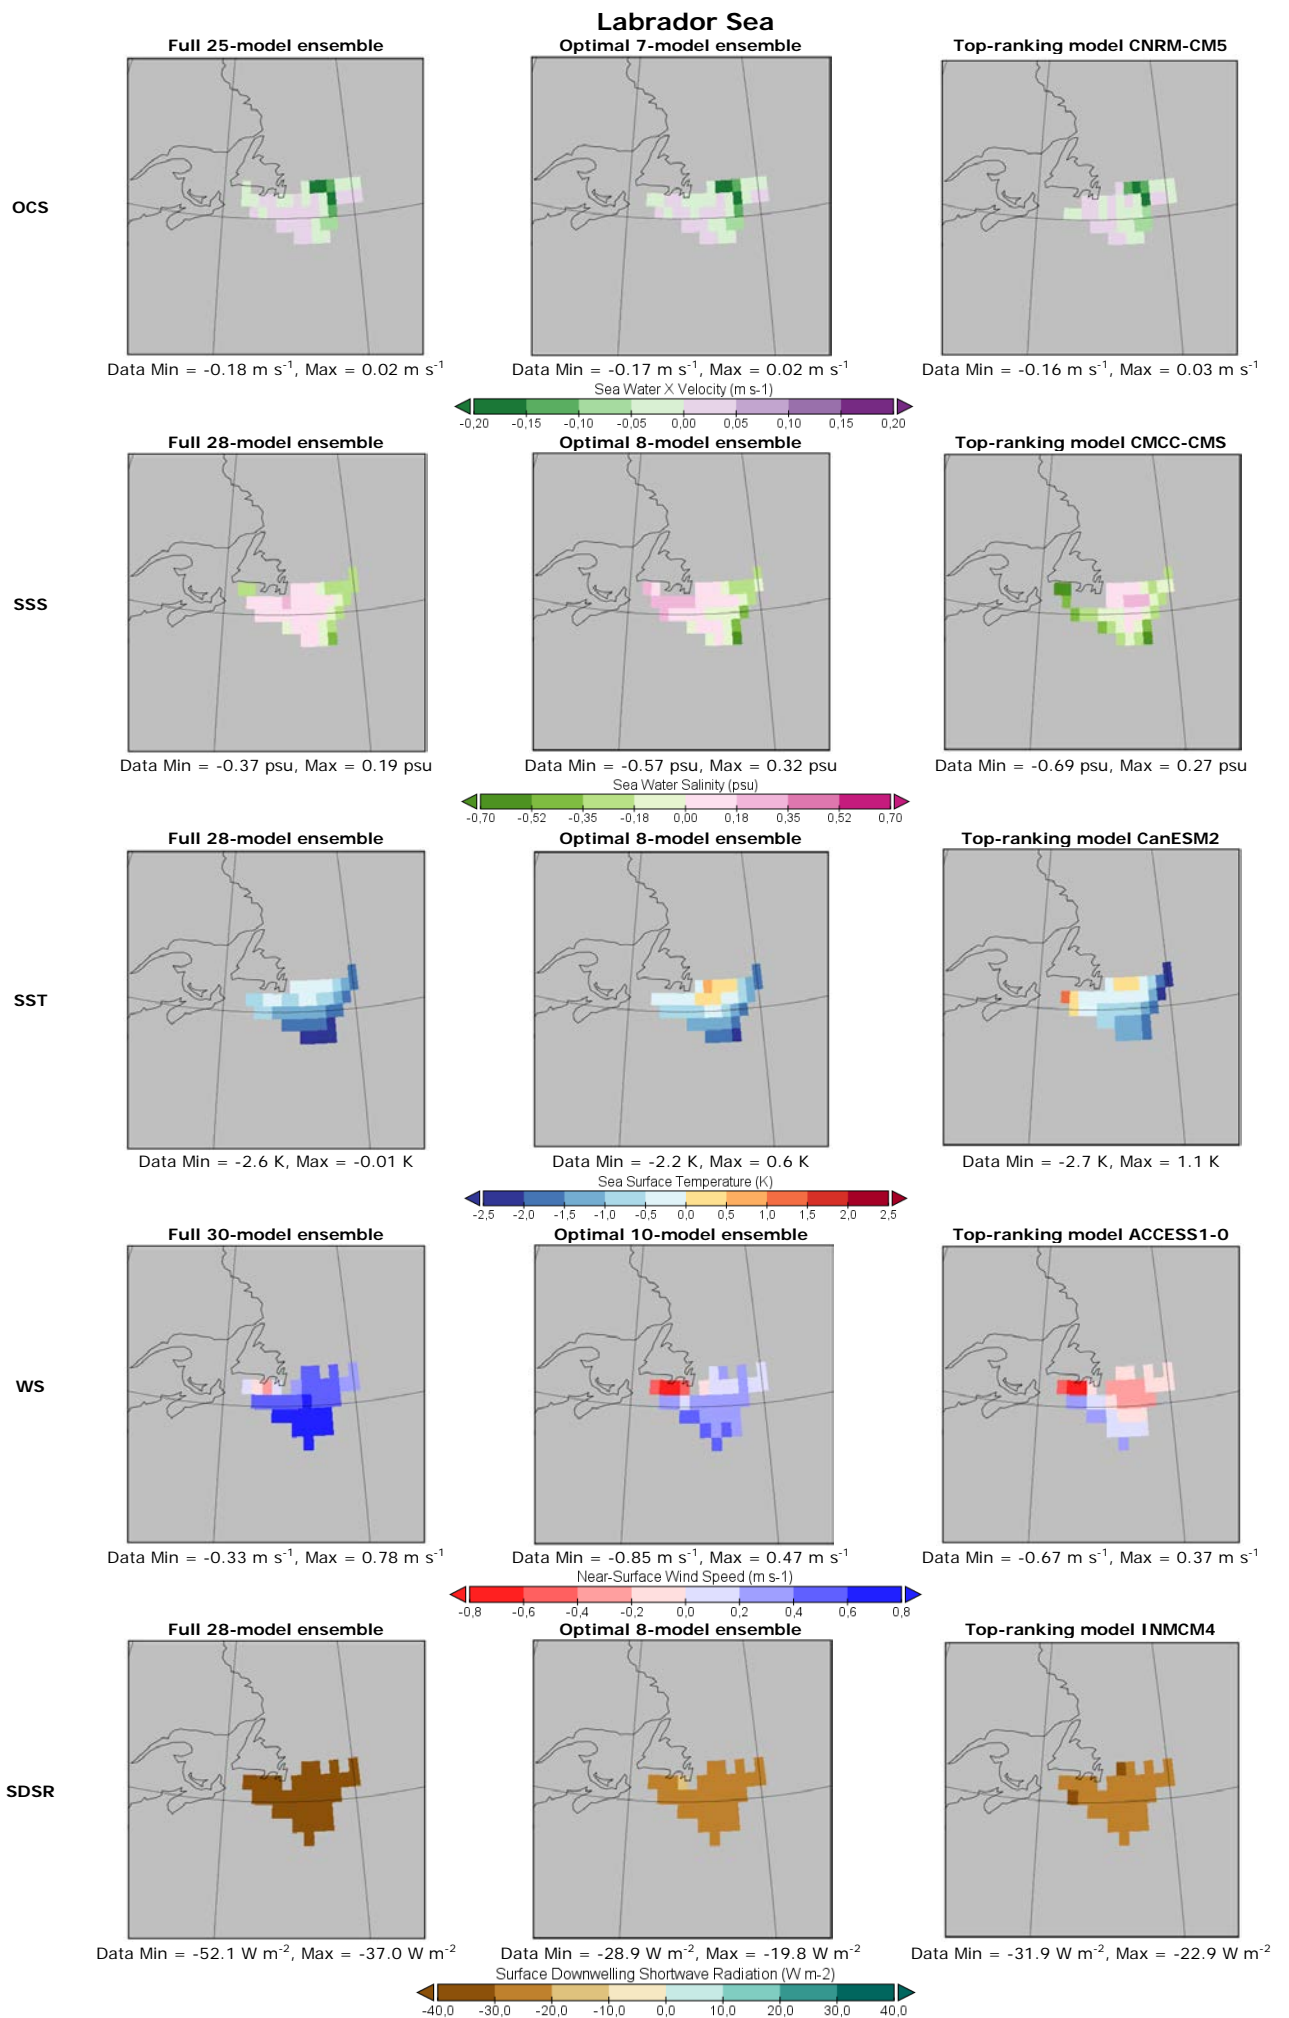 Labrador Sea
Full 25-model ensemble Optimal 7-model ensemble Top-ranking model CNRM-CM5
OCS
Data Min = -0.18 m s-1, Max = 0.02 m s-1 Data Min = -0.17 m s-1, Max = 0.02 m s-1 Data Min = -0.16 m s-1, Max = 0.03 m s-1
Sea Water X Velocity (m s-1)
-0,20 -0,15 -0,10 -0,05 0,00 0,05 0,10 0,15 0,20
Full 28-model ensemble Optimal 8-model ensemble Top-ranking model CMCC-CMS
SSS
Data Min = -0.37 psu, Max = 0.19 psu Data Min = -0.57 psu, Max = 0.32 psu Data Min = -0.69 psu, Max = 0.27 psu
Sea Water Salinity (psu)
-0,70 -0,52 -0,35 -0,18 0,00 0,18 0,35 0,52 0,70
Full 28-model ensemble Optimal 8-model ensemble Top-ranking model CanESM2
SST
Data Min = -2.6 K, Max = -0.01 K Data Min = -2.2 K, Max = 0.6 K Data Min = -2.7 K, Max = 1.1 K
Sea Surface Temperature (K)
-2,5 -2,0 -1,5 -1,0 -0,5 0,0 0,5 1,0 1,5 2,0 2,5
Full 30-model ensemble Optimal 10-model ensemble Top-ranking model ACCESS1-0
WS
Data Min = -0.33 m s-1, Max = 0.78 m s-1 Data Min = -0.85 m s-1, Max = 0.47 m s-1 Data Min = -0.67 m s-1, Max = 0.37 m s-1
Near-Surface Wind Speed (m s-1)
-0,8 -0,6 -0,4 -0,2 0,0 0,2 0,4 0,6 0,8
Full 28-model ensemble Optimal 8-model ensemble Top-ranking model INMCM4
SDSR
Data Min = -52.1 W m-2, Max = -37.0 W m-2 Data Min = -28.9 W m-2, Max = -19.8 W m-2 Data Min = -31.9 W m-2, Max = -22.9 W m-2
Surface Downwelling Shortwave Radiation (W m-2)
-40,0 -30,0 -20,0 -10,0 0,0 10,0 20,0 30,0 40,0